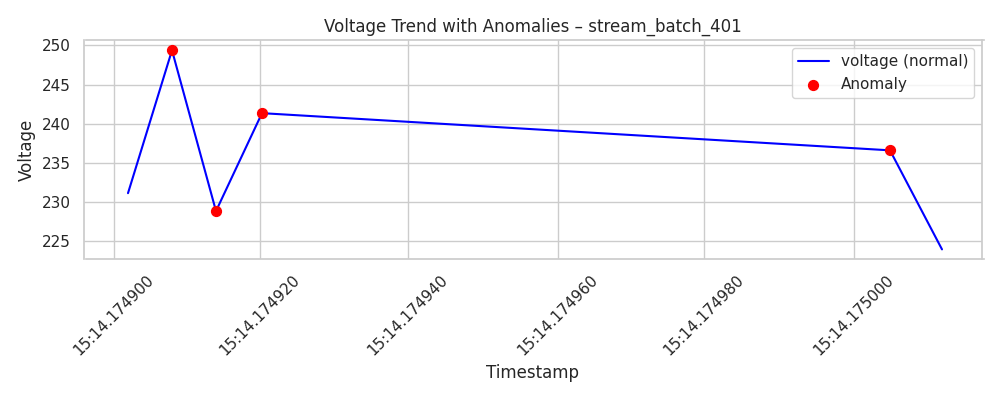 Voltage Trend with Anomalies – stream_batch_401
voltage (normal)
Anomaly
Voltage
250
245
240
235
230
225
15:14.174900
15:14.174920
15:14.174940
15:14.174960
15:14.174980
15:14.175000
Timestamp